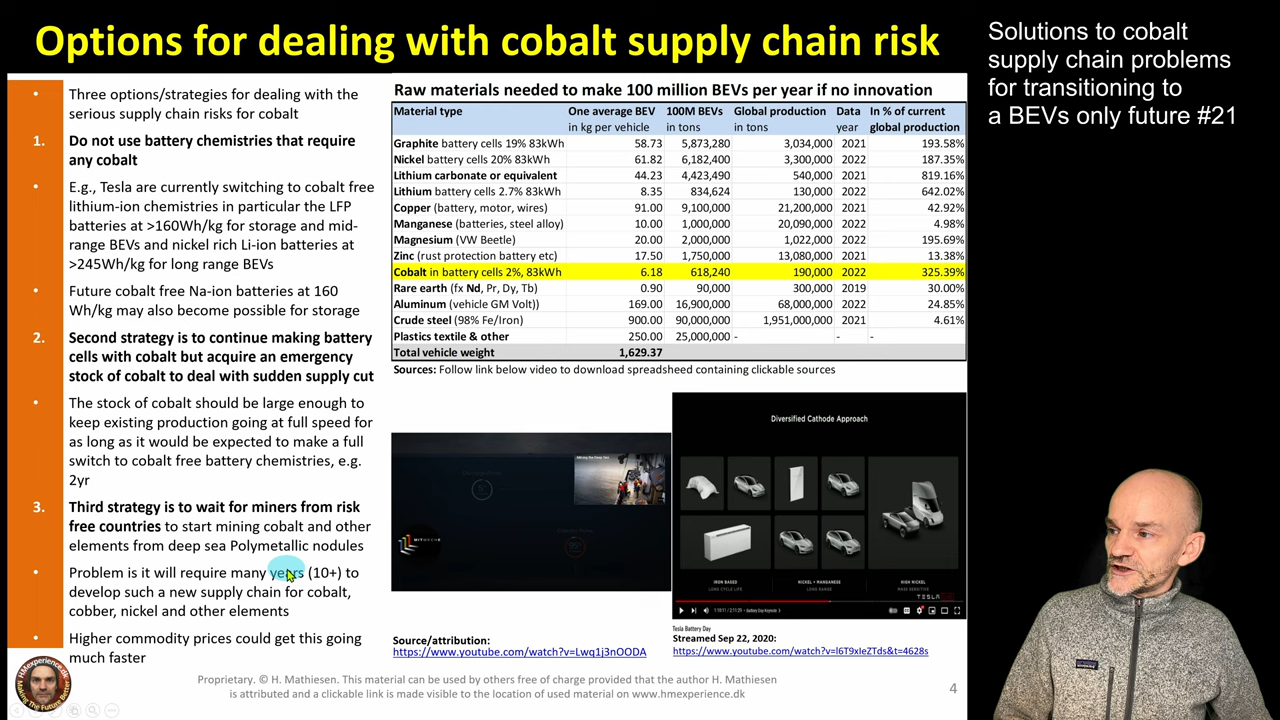 Options for dealing with cobalt supply chain risk
Solutions to cobalt
supply chain problems
for transitioning to
a BEVs only future #21
• Three options/strategies for dealing with the
serious supply chain risks for cobalt
1. Do not use battery chemistries that require
any cobalt
• E.g., Tesla are currently switching to cobalt free
lithium-ion chemistries in particular the LFP
batteries at >160Wh/kg for storage and mid-
range BEVs and nickel rich Li-ion batteries at
>245Wh/kg for long range BEVs
• Future cobalt free Na-ion batteries at 160
Wh/kg may also become possible for storage
2. Second strategy is to continue making battery
cells with cobalt but acquire an emergency
stock of cobalt to deal with sudden supply cut
• The stock of cobalt should be large enough to
keep existing production going at full speed for
as long as it would be expected to make a full
switch to cobalt free battery chemistries, e.g.
2yr
3. Third strategy is to wait for miners from risk
free countries to start mining cobalt and other
elements from deep sea Polymetallic nodules
• Problem is it will require many years (10+) to
develop such a new supply chain for cobalt,
cobber, nickel and other elements
• Higher commodity prices could get this going
much faster
Raw materials needed to make 100 million BEVs per year if no innovation
Material type One average BEV 100M BEVs Global production Data In % of current
in kg per vehicle in tons in tons year global production
Graphite battery cells 19% 83kWh 58.73 5,873,280 3,034,000 2021 193.58%
Nickel battery cells 20% 83kWh 61.82 6,182,400 3,300,000 2022 187.35%
Lithium carbonate or equivalent 44.23 4,423,490 540,000 2021 819.16%
Lithium battery cells 2.7% 83kWh 8.35 834,624 130,000 2022 642.02%
Copper (battery, motor, wires) 91.00 9,100,000 21,200,000 2021 42.92%
Manganese (batteries, steel alloy) 10.00 1,000,000 20,090,000 2022 4.98%
Magnesium (VW Beetle) 20.00 2,000,000 1,022,000 2022 195.69%
Zinc (rust protection battery etc) 17.50 1,750,000 13,080,000 2021 13.38%
Cobalt in battery cells 2%, 83kWh 6.18 618,240 190,000 2022 325.39%
Rare earth (fx Nd, Pr, Dy, Tb) 0.90 90,000 300,000 2019 30.00%
Aluminum (vehicle GM Volt)) 169.00 16,900,000 68,000,000 2022 24.85%
Crude steel (98% Fe/Iron) 900.00 90,000,000 1,951,000,000 2021 4.61%
Plastics textile & other 250.00 25,000,000 - - -
Total vehicle weight 1,629.37
Sources: Follow link below video to download spreadsheed containing clickable sources
Diversified Cathode Approach
IRON BASED
LONG CYCLE LIFE
NICKEL + MANGANESE
LONG RANGE
HIGH NICKEL
TESLA
Tesla Battery Day
Source/attribution:
https://www.youtube.com/watch?v=Lwq1j3nOODA
Streamed Sep 22, 2020:
https://www.youtube.com/watch?v=l6T9xIeZTds&t=4628s
Proprietary. © H. Mathiesen. This material can be used by others free of charge provided that the author H. Mathiesen
is attributed and a clickable link is made visible to the location of used material on www.hmexperience.dk
4